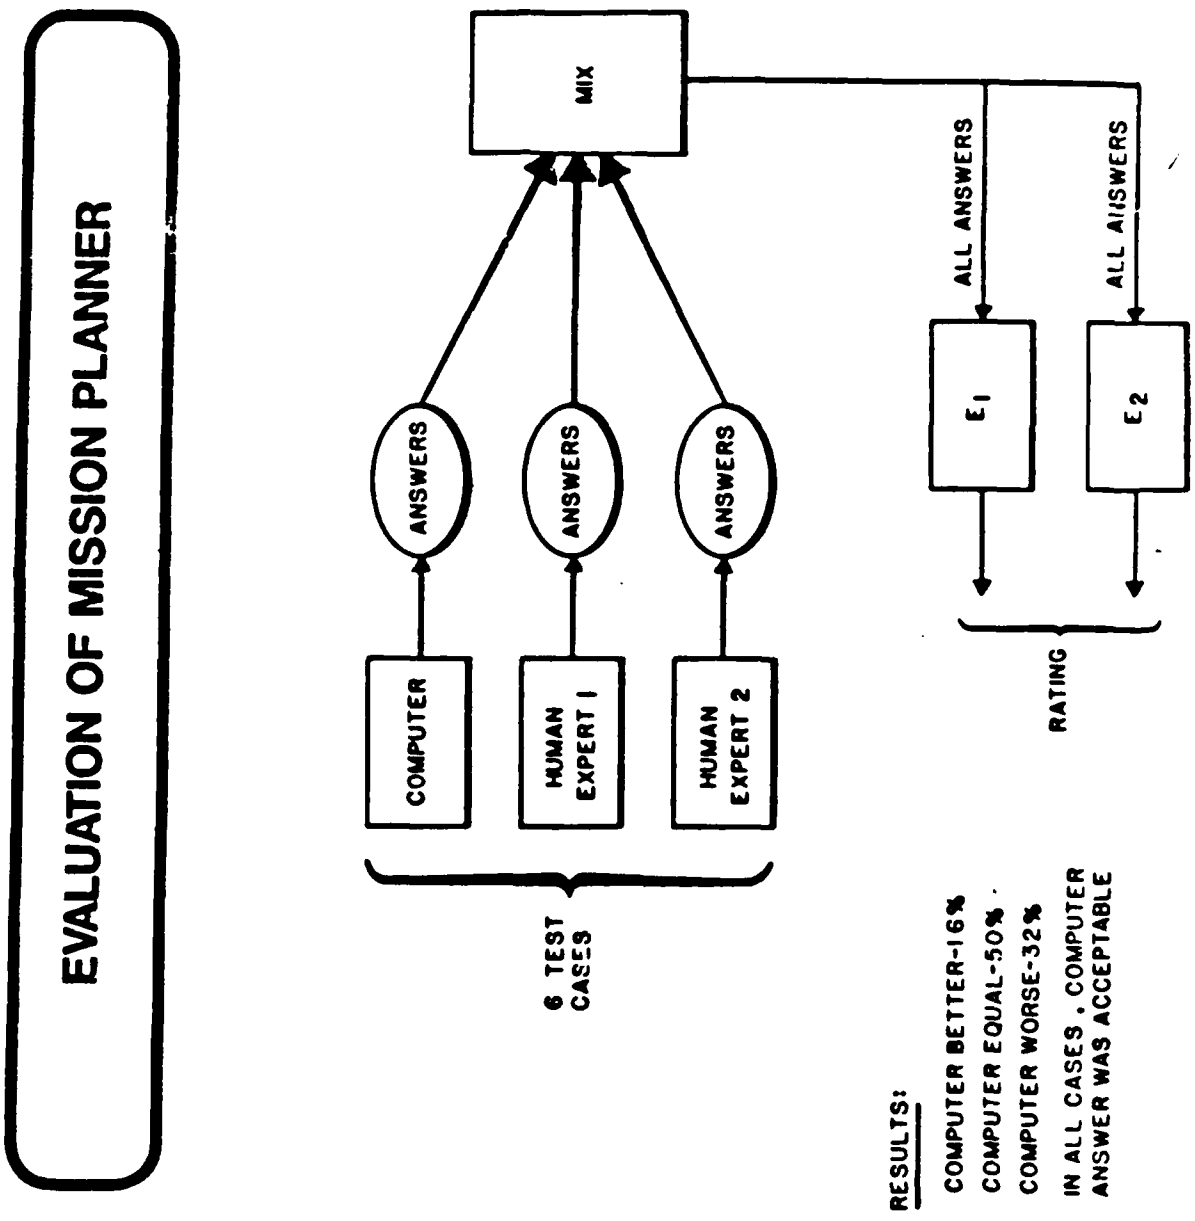 EVALUATION OF MISSION PLANNER
6 TEST
CASES
COMPUTER
ANSWERS
HUMAN
EXPERT 1
ANSWERS
HUMAN
EXPERT 2
ANSWERS
MIX
ALL ANSWERS
E1
ALL ANSWERS
E2
RATING
RESULTS:
COMPUTER BETTER-16%
COMPUTER EQUAL-50%
COMPUTER WORSE-32%
IN ALL CASES, COMPUTER
ANSWER WAS ACCEPTABLE